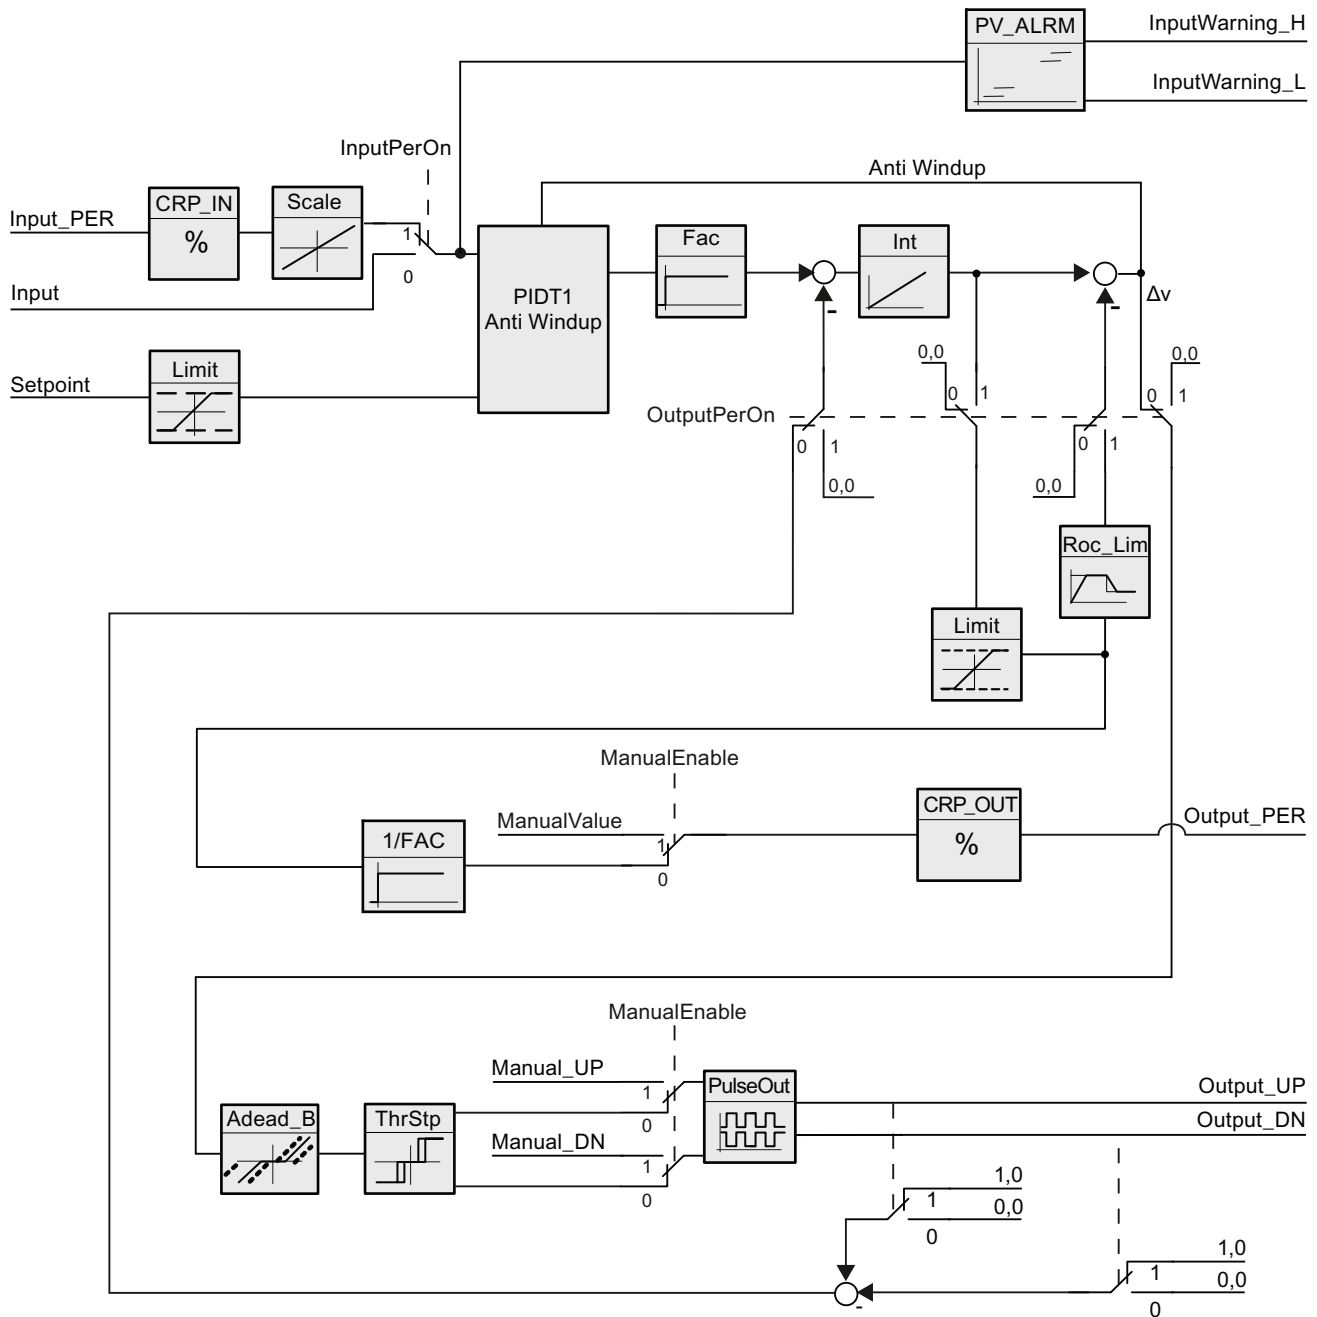 PV_ALRM
InputWarning_H
InputWarning_L
InputPerOn
Anti Windup
Input_PER
CRP_IN
%
Scale
1
0
Input
PIDT1
Anti Windup
Fac
Int
-
-
Δv
Setpoint
Limit
0,0
0
1
0,0
0
1
OutputPerOn
0
1
0,0
0
1
0,0
Roc_Lim
Limit
ManualEnable
ManualValue
1
0
1/FAC
CRP_OUT
%
Output_PER
ManualEnable
Manual_UP
1
0
Manual_DN
1
0
PulseOut
Output_UP
Output_DN
Adead_B
ThrStp
1,0
1
0,0
0
1,0
1
0,0
0
-